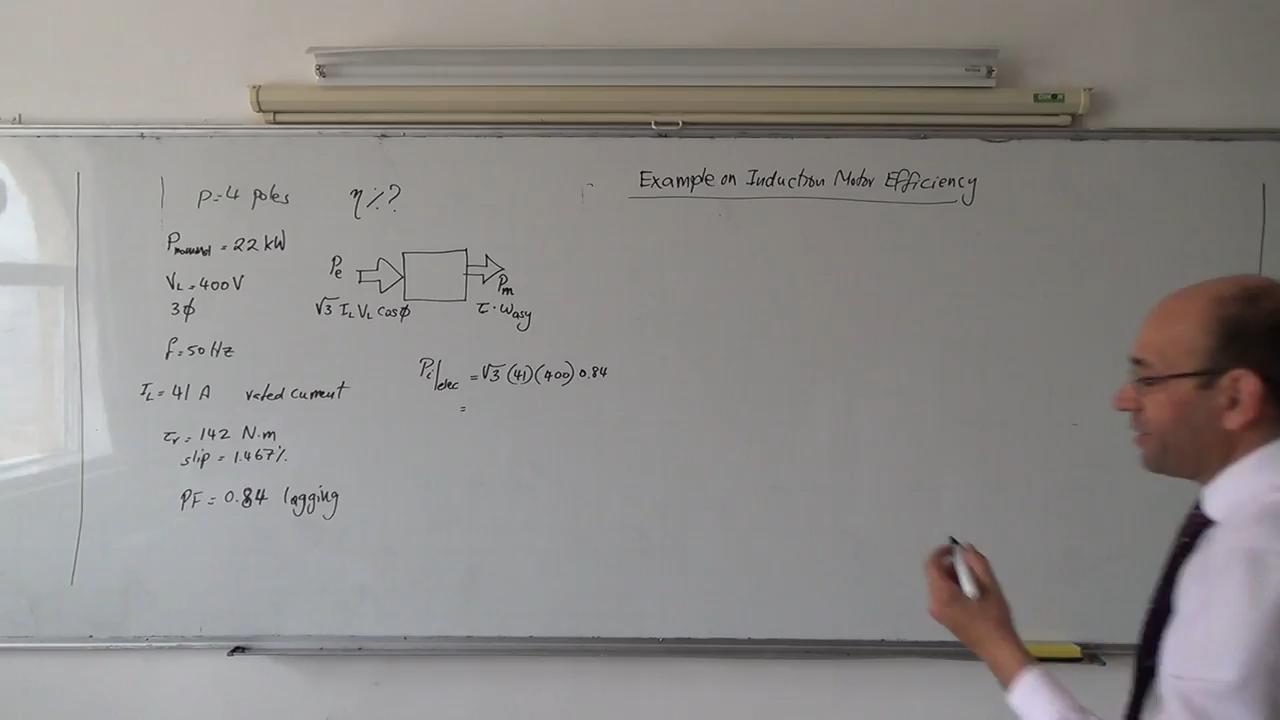 Example on Induction Motor Efficiency
P=4 poles η%?
Pnominal = 22 kW
VL = 400 V
3ϕ
f = 50 Hz
IL = 41 A rated current
τr = 142 N.m
slip = 1.467%
PF = 0.84 lagging
Pe
Pm
√3 IL VL cosϕ
τ·ωasy
Pi|elec = √3 (41)(400) 0.84
=